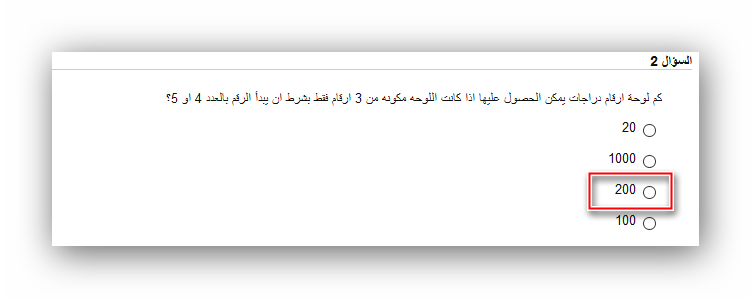 السؤال 2
كم لوحة ارقام دراجات يمكن الحصول عليها اذا كانت اللوحه مكونه من 3 ارقام فقط بشرط ان يبدأ الرقم بالعدد 4 او 5؟
20
1000
200
100